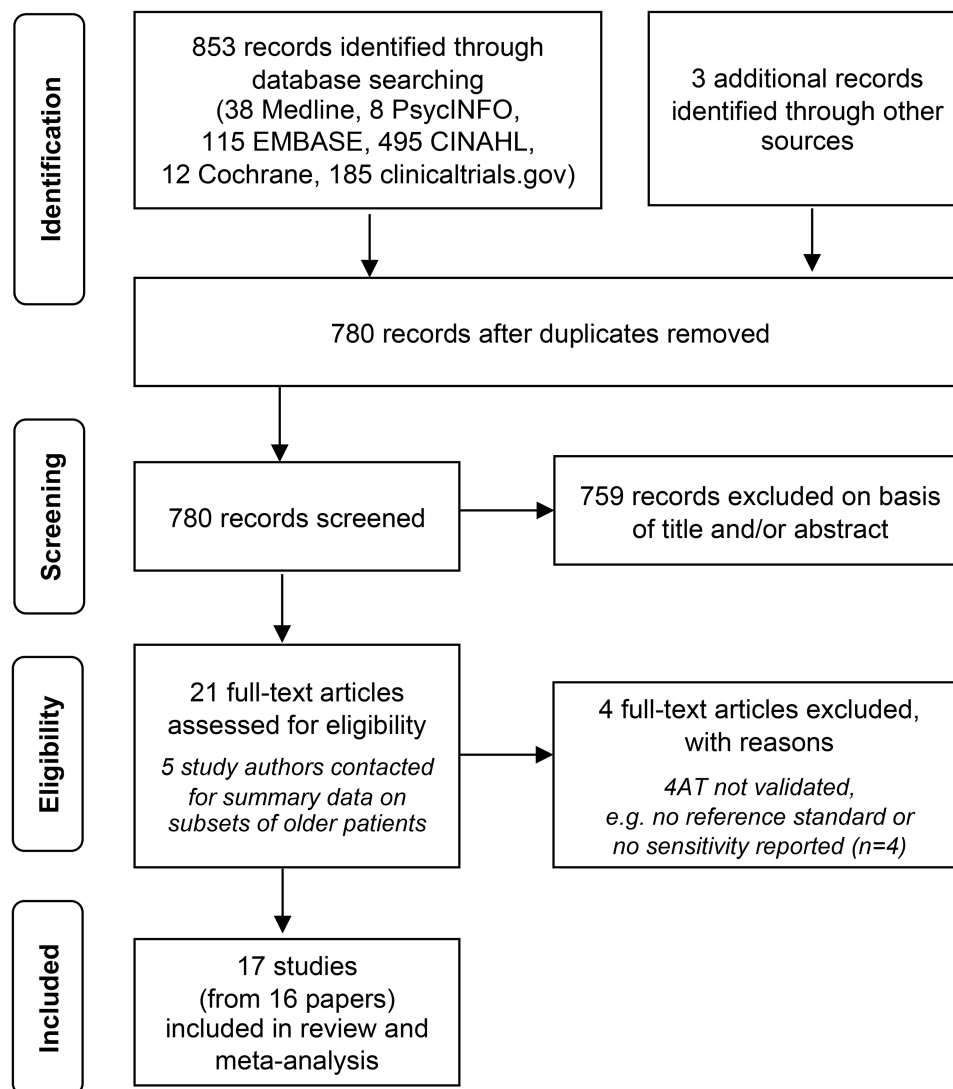 Identification
853 records identified through
database searching
(38 Medline, 8 PsycINFO,
115 EMBASE, 495 CINAHL,
12 Cochrane, 185 clinicaltrials.gov)
3 additional records
identified through other
sources
780 records after duplicates removed
Screening
780 records screened
759 records excluded on basis
of title and/or abstract
Eligibility
21 full-text articles
assessed for eligibility
5 study authors contacted
for summary data on
subsets of older patients
4 full-text articles excluded,
with reasons
4AT not validated,
e.g. no reference standard or
no sensitivity reported (n=4)
Included
17 studies
(from 16 papers)
included in review and
meta-analysis